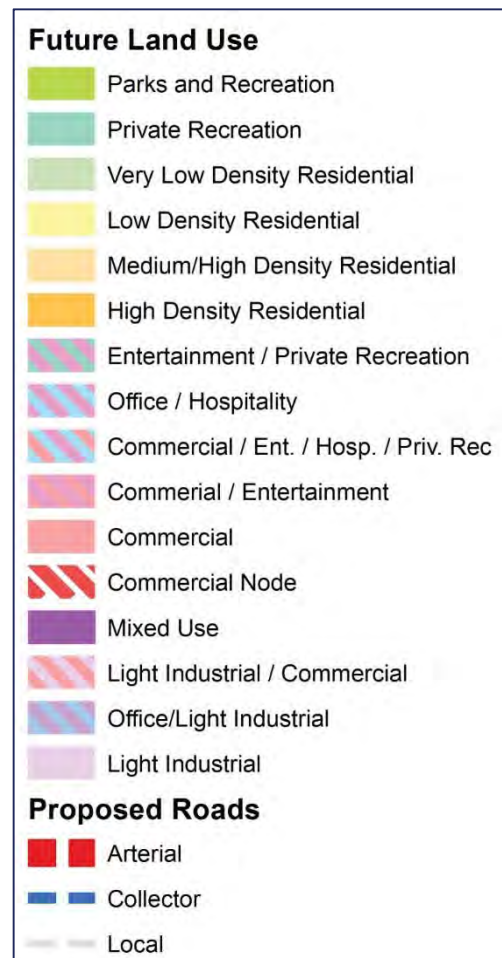 Future Land Use
Parks and Recreation
Private Recreation
Very Low Density Residential
Low Density Residential
Medium/High Density Residential
High Density Residential
Entertainment / Private Recreation
Office / Hospitality
Commercial / Ent. / Hosp. / Priv. Rec
Commerial / Entertainment
Commercial
Commercial Node
Mixed Use
Light Industrial / Commercial
Office/Light Industrial
Light Industrial
Proposed Roads
Arterial
Collector
Local